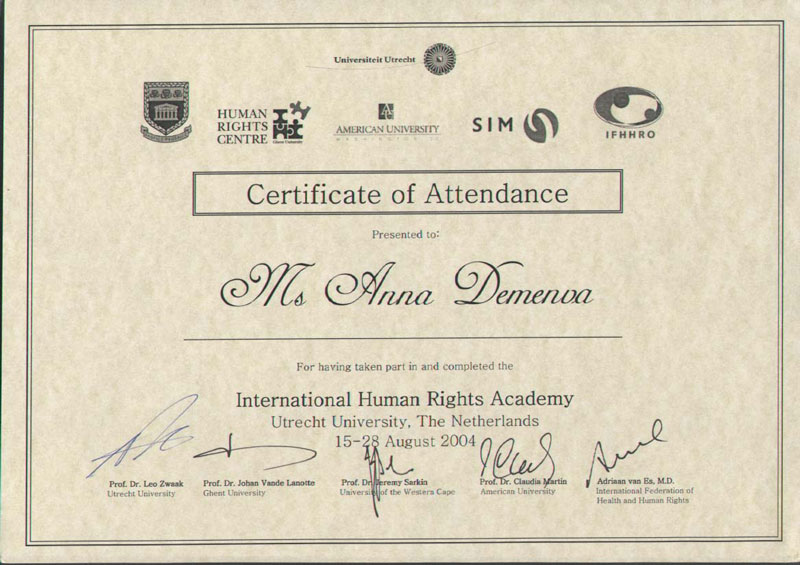 Universiteit Utrecht
HUMAN
RIGHTS
CENTRE
Ghent University
AMERICAN UNIVERSITY
SIM
IFHHRO
Certificate of Attendance
Presented to:
Ms Anna Demenva
For having taken part in and completed the
International Human Rights Academy
Utrecht University, The Netherlands
15-28 August 2004
Prof. Dr. Leo Zwaak
Utrecht University
Prof. Dr. Johan Vande Lanotte
Ghent University
Prof. Dr. Jeremy Sarkin
University of the Western Cape
Prof. Dr. Claudia Martin
American University
Adriaan van Es, M.D.
International Federation of
Health and Human Rights